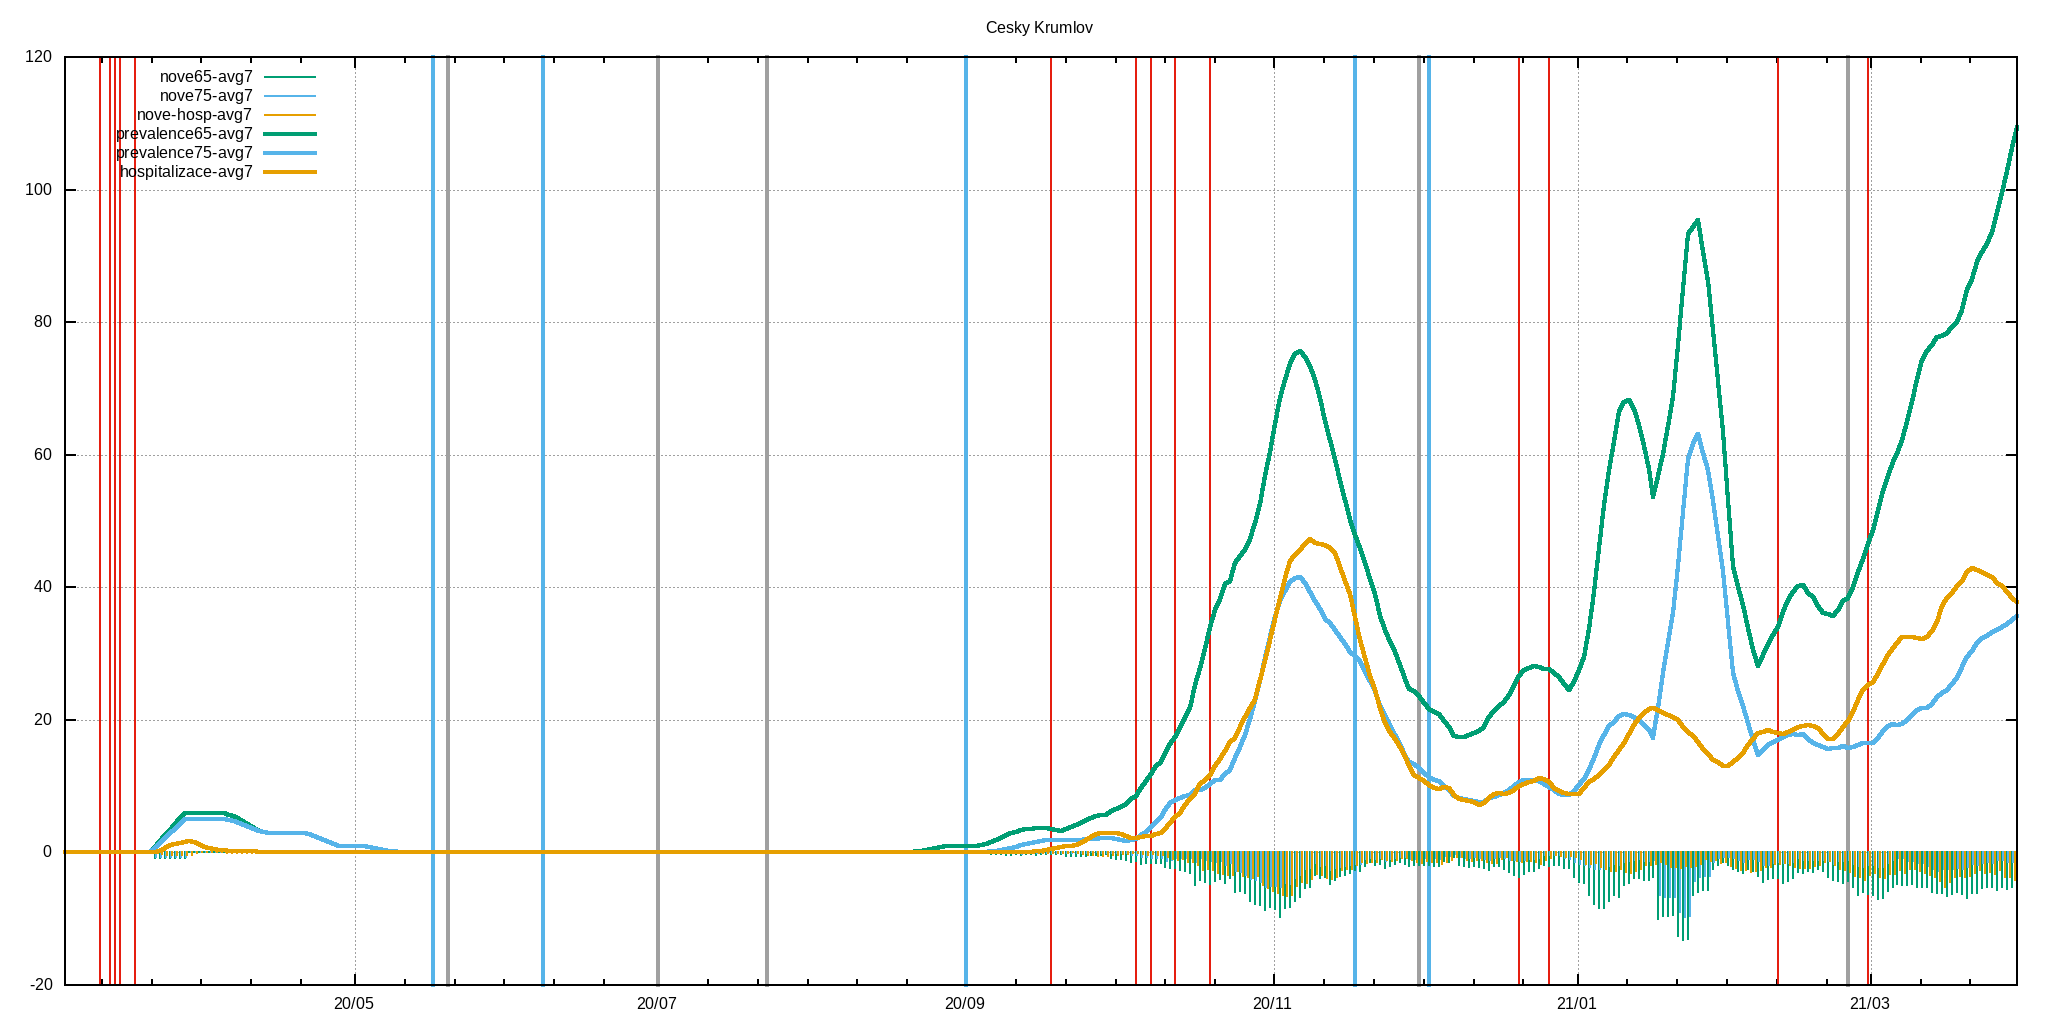 Cesky Krumlov
120
100
80
60
40
20
0
-20
nove65-avg7
nove75-avg7
nove-hosp-avg7
prevalence65-avg7
prevalence75-avg7
hospitalizace-avg7
20/05 20/07 20/09 20/11 21/01 21/03